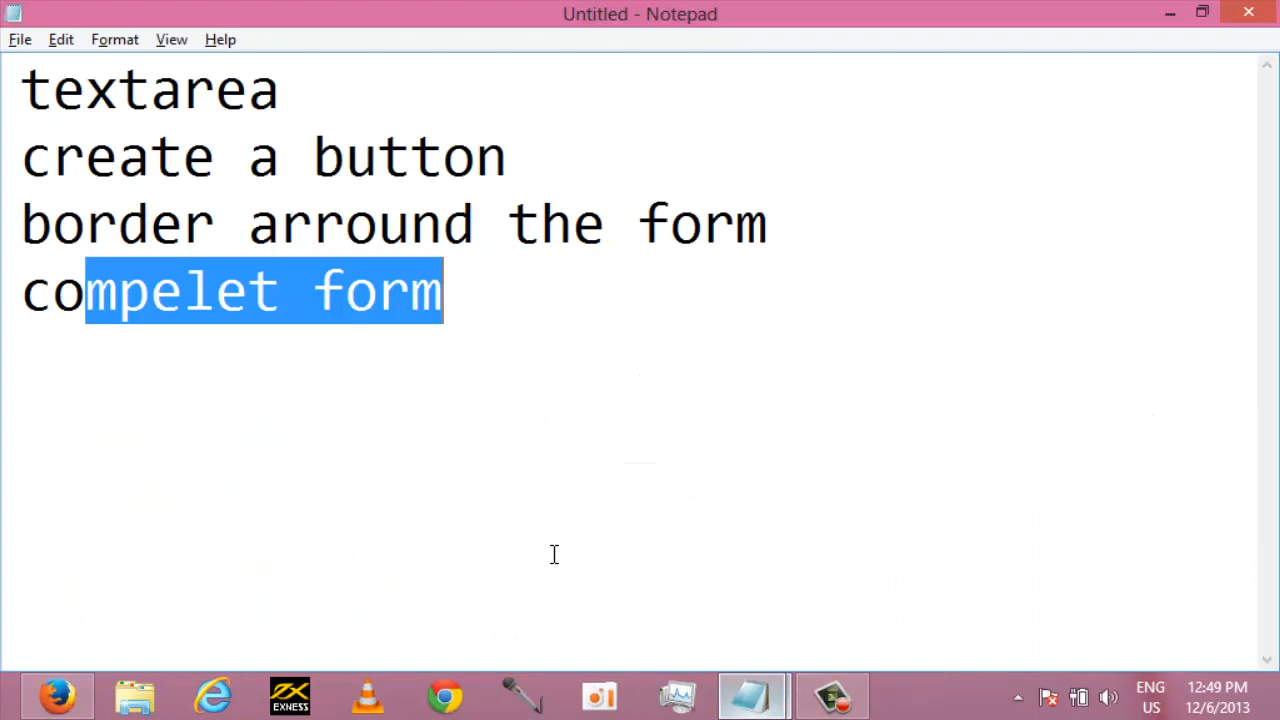 Untitled - Notepad
File Edit Format View Help
textarea
create a button
border arround the form
compelet form
EXNESS
ENG 12:49 PM
US 12/6/2013